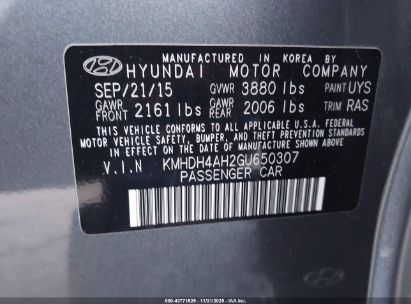 MANUFACTURED IN KOREA BY
HYUNDAI MOTOR COMPANY
SEP/21/15 GVWR 3880 lbs PAINT UYS
GAWR FRONT 2161 lbs GAWR REAR 2006 lbs TRIM RAS
THIS VEHICLE CONFORMS TO ALL APPLICABLE
U.S. FEDERAL MOTOR
VEHICLE SAFETY, BUMPER, AND THEFT
PREVENTION STANDARDS IN EFFECT ON THE
DATE OF MANUFACTURE SHOWN ABOVE.
V.I.N KMHDH4AH2GU650307
PASSENGER CAR